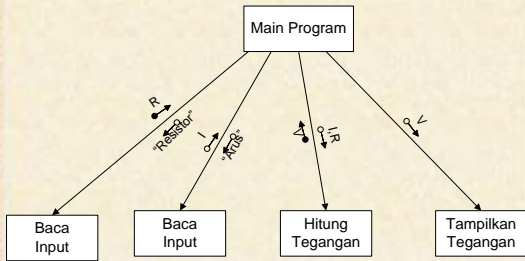 Main Program
R
"Resistor"
I
"Arus"
V
I,R
V
Baca
Input
Baca
Input
Hitung
Tegangan
Tampilkan
Tegangan